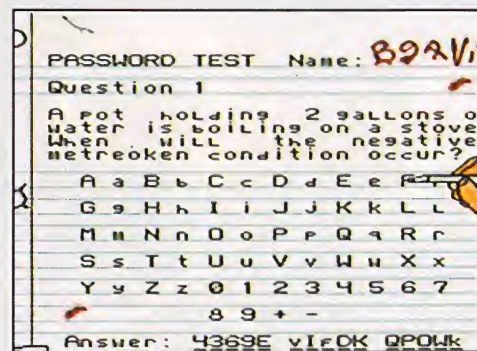 PASSWORD TEST Name:
Question 1
A pot holding 2 gallons o
water is boiling on a stove
When will the negative
metreoken condition occur?
A a B b C c D d E e F
G g H h I i J j K k L l
M m N n O o P p Q q R r
S s T t U u V v W w X x
Y y Z z 0 1 2 3 4 5 6 7
8 9 + -
Answer: 4369E vIFDK QPOWk